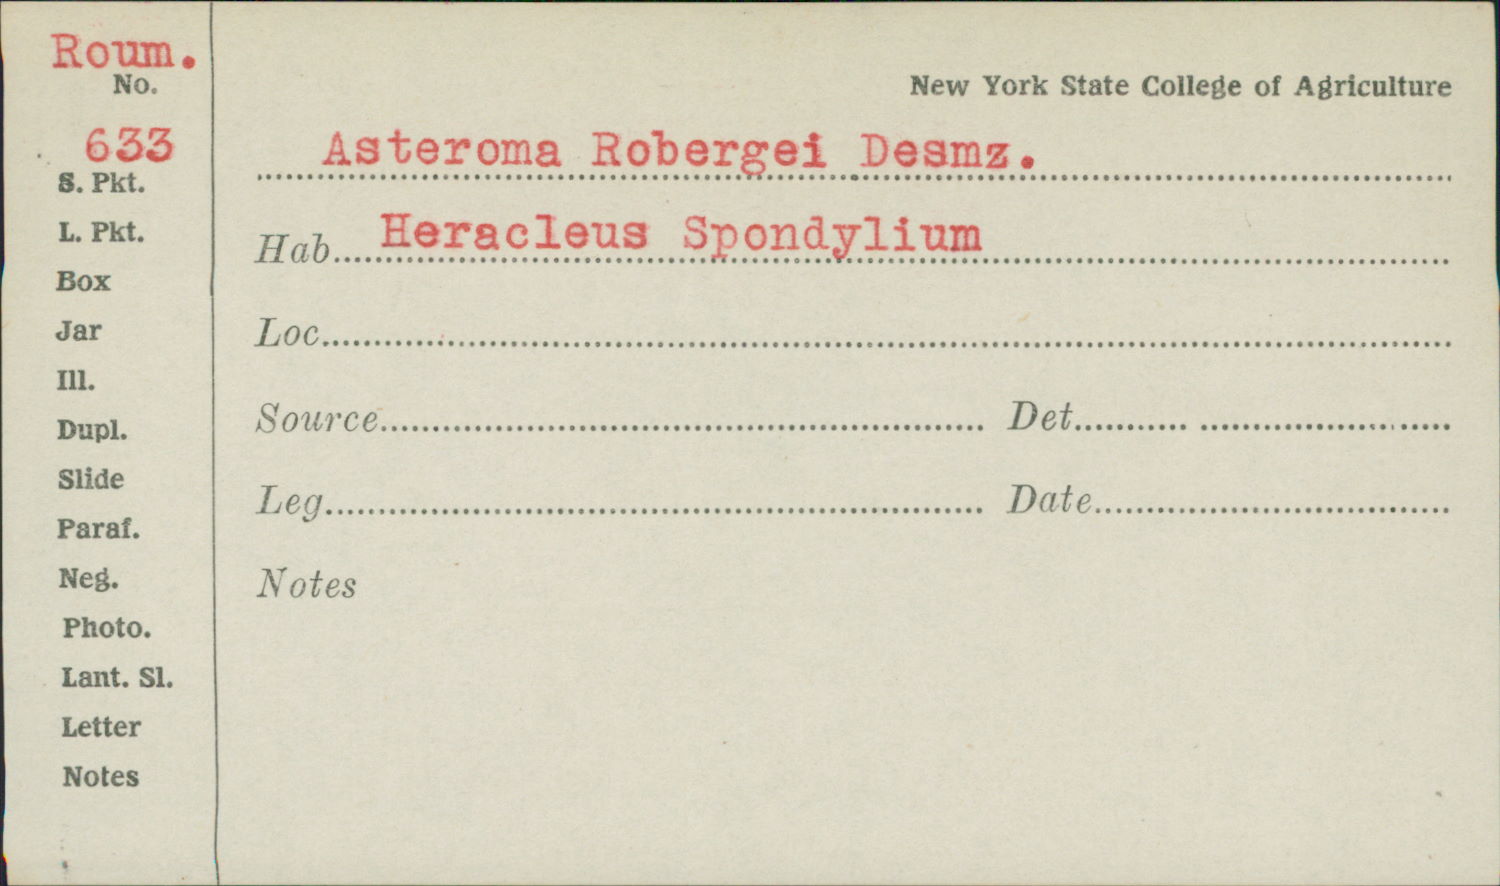 Roum.
No.
633
S. Pkt.
L. Pkt.
Box
Jar
Ill.
Dupl.
Slide
Paraf.
Neg.
Photo.
Lant. Sl.
Letter
Notes
New York State College of Agriculture
Asteroma Robergei Desmz.
Hab. Heracleus Spondylium
Loc.
Source Det.
Leg. Date
Notes